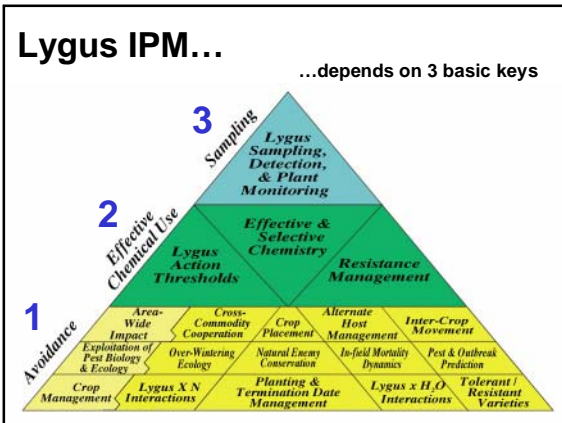 Lygus IPM…
…depends on 3 basic keys
3
Sampling
Lygus
Sampling,
Detection,
& Plant
Monitoring
2
Effective
Chemical Use
Lygus
Action
Thresholds
Effective &
Selective
Chemistry
Resistance
Management
1
Avoidance
Area-
Wide
Impact
Cross-
Commodity
Cooperation
Crop
Placement
Alternate
Host
Management
Inter-Crop
Movement
Exploitation of
Pest Biology
& Ecology
Over-Wintering
Ecology
Natural Enemy
Conservation
In-field Mortality
Dynamics
Pest & Outbreak
Prediction
Crop
Management
Lygus X N
Interactions
Planting &
Termination Date
Management
Lygus x H2O
Interactions
Tolerant /
Resistant
Varieties